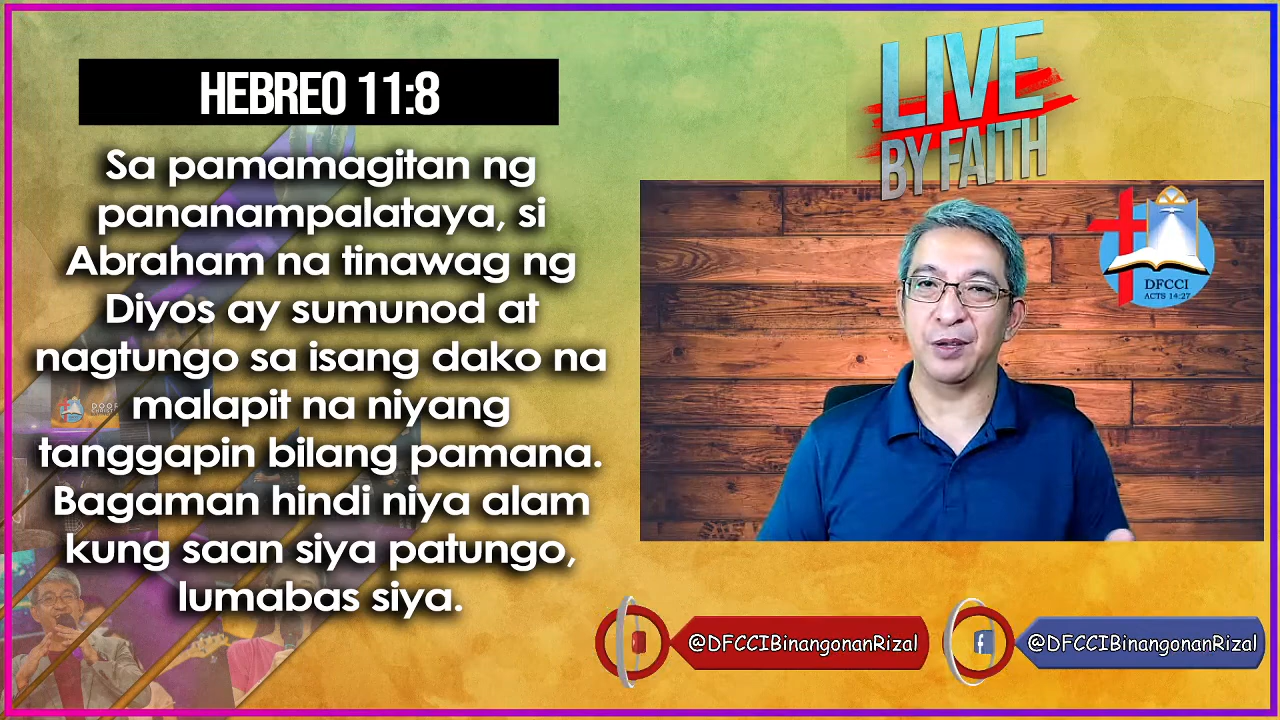 HEBREO 11:8
Sa pamamagitan ng
pananampalataya, si
Abraham na tinawag ng
Diyos ay sumunod at
nagtungo sa isang dako na
malapit na niyang
tanggapin bilang pamana.
Bagaman hindi niya alam
kung saan siya patungo,
lumabas siya.
LIVE
BY FAITH
DFCCI
ACTS 14:27
@DFCCIBinangonanRizal
@DFCCIBinangonanRizal